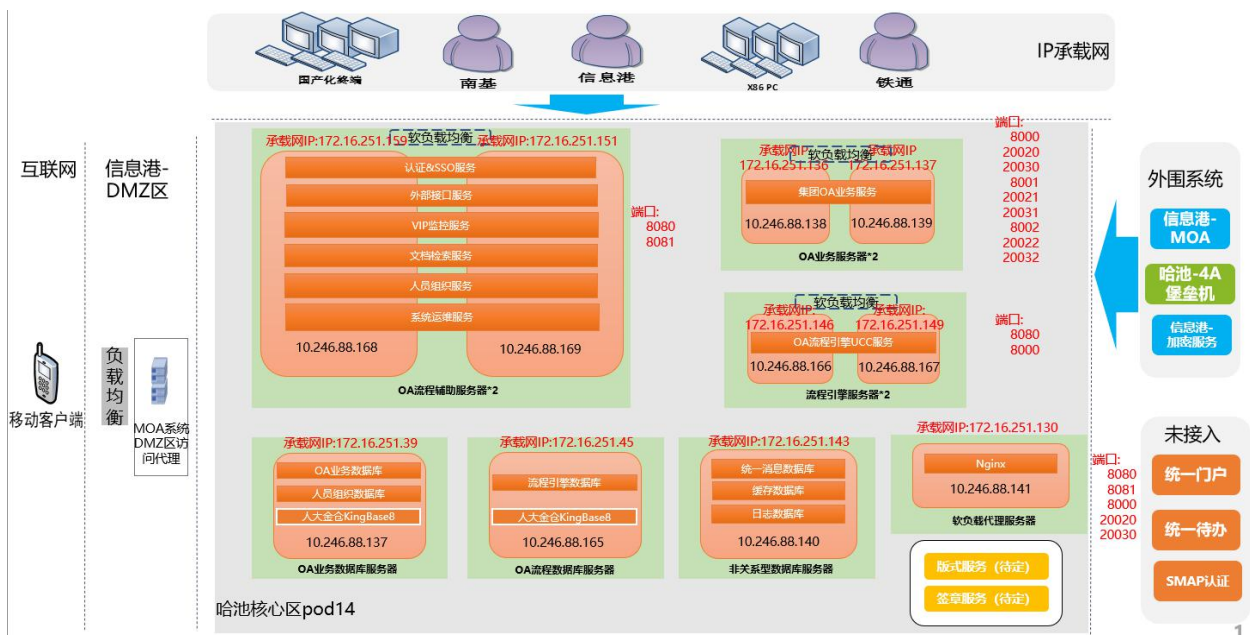 IP承载网
国产化终端
南基
信息港
X86 PC
铁通
互联网
信息港-
DMZ区
移动客户端
负载均衡
MOA系统
DMZ区访
问代理
软负载均衡
承载网IP:172.16.251.159
承载网IP:172.16.251.151
认证&SSO服务
外部接口服务
VIP监控服务
文档检索服务
人员组织服务
系统运维服务
10.246.88.168
10.246.88.169
OA流程辅助服务器*2
端口:
8080
8081
软负载均衡
承载网IP
172.16.251.136
承载网IP
172.16.251.137
集团OA业务服务
10.246.88.138
10.246.88.139
OA业务服务器*2
端口:
8000
20020
20030
8001
20021
20031
8002
20022
20032
软负载均衡
承载网IP:
172.16.251.146
承载网IP:
172.16.251.149
OA流程引擎UCC服务
10.246.88.166
10.246.88.167
流程引擎服务器*2
端口:
8080
8000
承载网IP:172.16.251.39
OA业务数据库
人员组织数据库
人大金仓KingBase8
10.246.88.137
OA业务数据库服务器
承载网IP:172.16.251.45
流程引擎数据库
人大金仓KingBase8
10.246.88.165
OA流程数据库服务器
承载网IP:172.16.251.143
统一消息数据库
缓存数据库
日志数据库
10.246.88.140
非关系型数据库服务器
承载网IP:172.16.251.130
Nginx
10.246.88.141
软负载代理服务器
端口:
8080
8081
8000
20020
20030
版式服务（待定）
签章服务（待定）
哈池核心区pod14
外围系统
信息港-
MOA
哈池-4A
堡垒机
信息港-
加密服务
未接入
统一门户
统一待办
SMAP认证
1